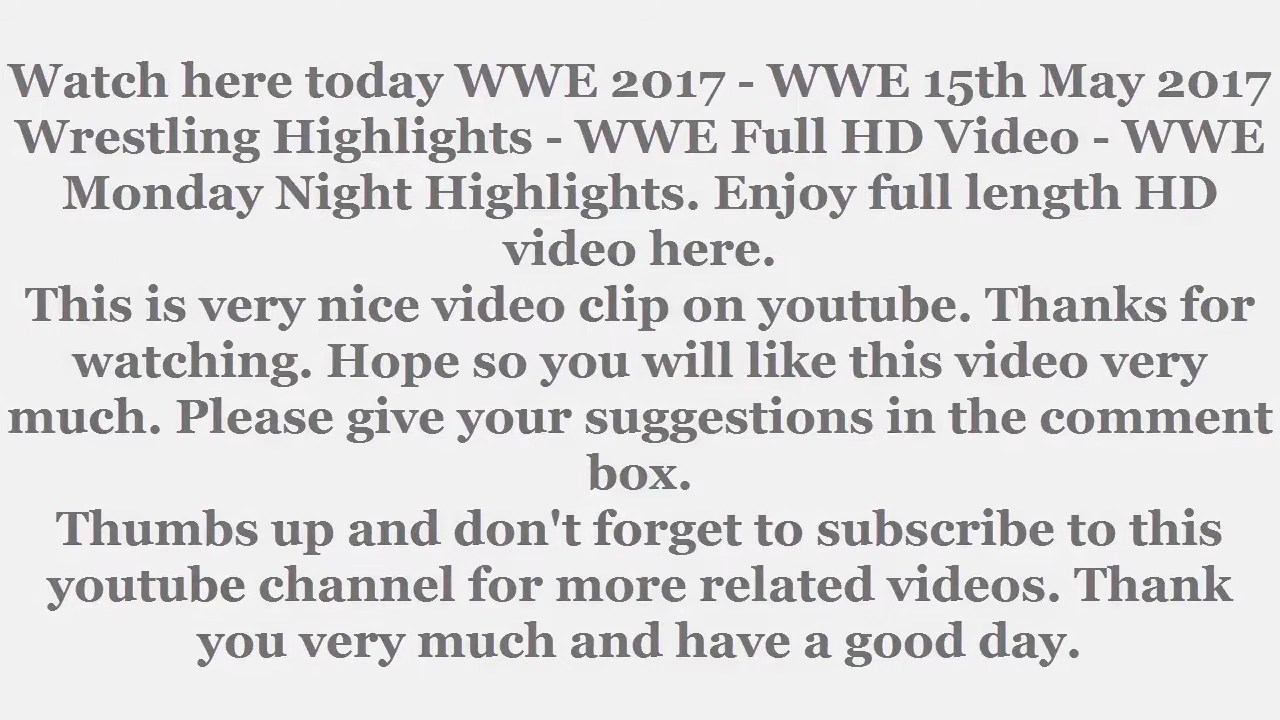 Watch here today WWE 2017 - WWE 15th May 2017
Wrestling Highlights - WWE Full HD Video - WWE
Monday Night Highlights. Enjoy full length HD
video here.
This is very nice video clip on youtube. Thanks for
watching. Hope so you will like this video very
much. Please give your suggestions in the comment
box.
Thumbs up and don't forget to subscribe to this
youtube channel for more related videos. Thank
you very much and have a good day.